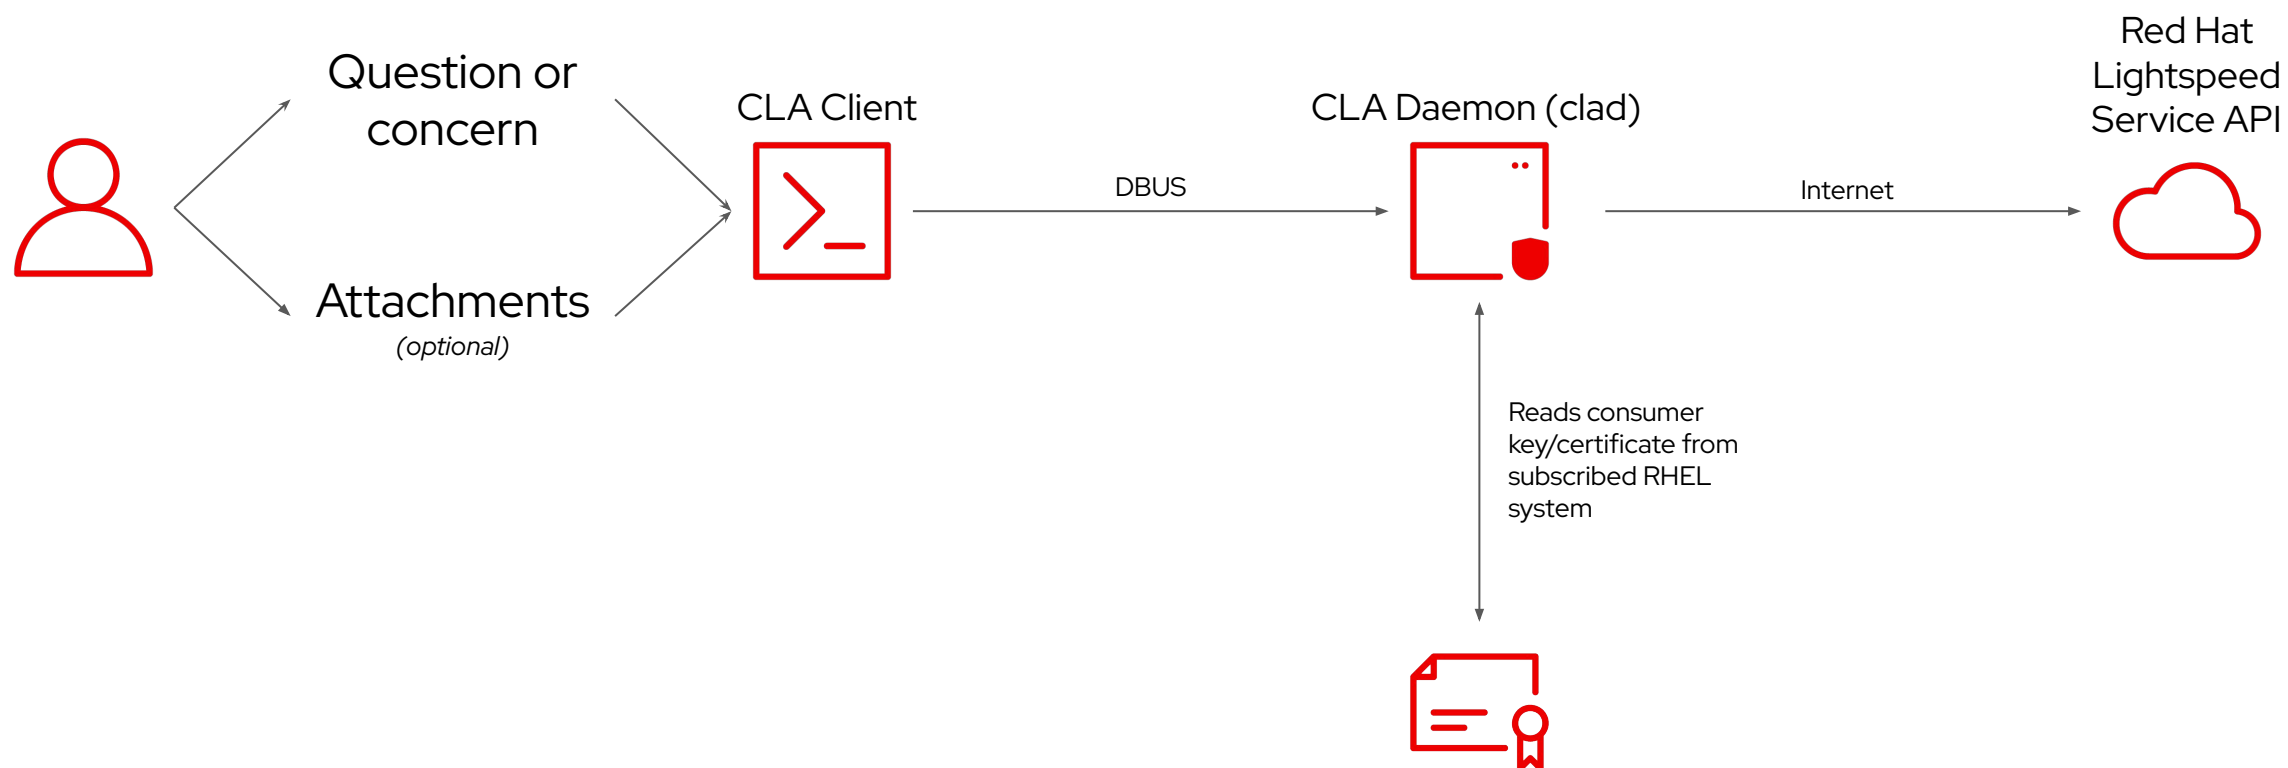 Question or
concern
Attachments
(optional)
CLA Client
DBUS
CLA Daemon (clad)
Internet
Red Hat
Lightspeed
Service API
Reads consumer
key/certificate from
subscribed RHEL
system